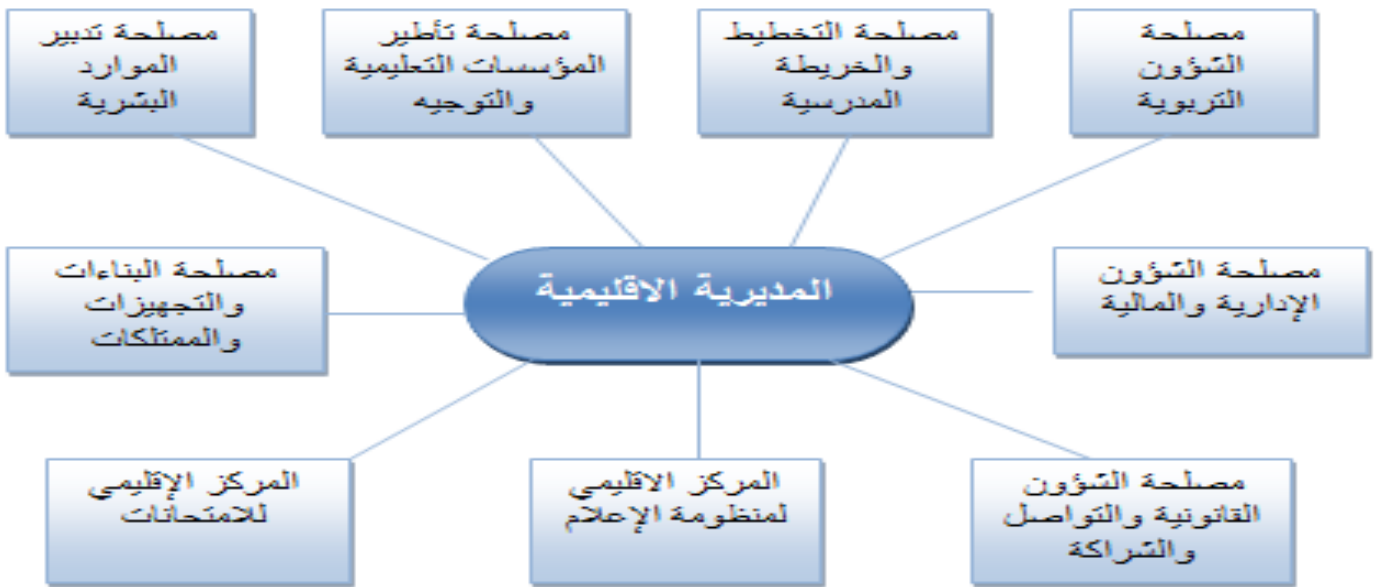 مصلحة
الشؤون
التربوية
مصلحة التخطيط
والخريطة
المدرسية
مصلحة تأطير
المؤسسات التعليمية
والتوجيه
مصلحة تدبير
الموارد
البشرية
مصلحة الشؤون
الإدارية والمالية
المديرية الاقليمية
مصلحة البناءات
والتجهيزات
والممتلكات
مصلحة الشؤون
القانونية والتواصل
والشراكة
المركز الاقليمي
لمنظومة الإعلام
المركز الإقليمي
للامتحانات